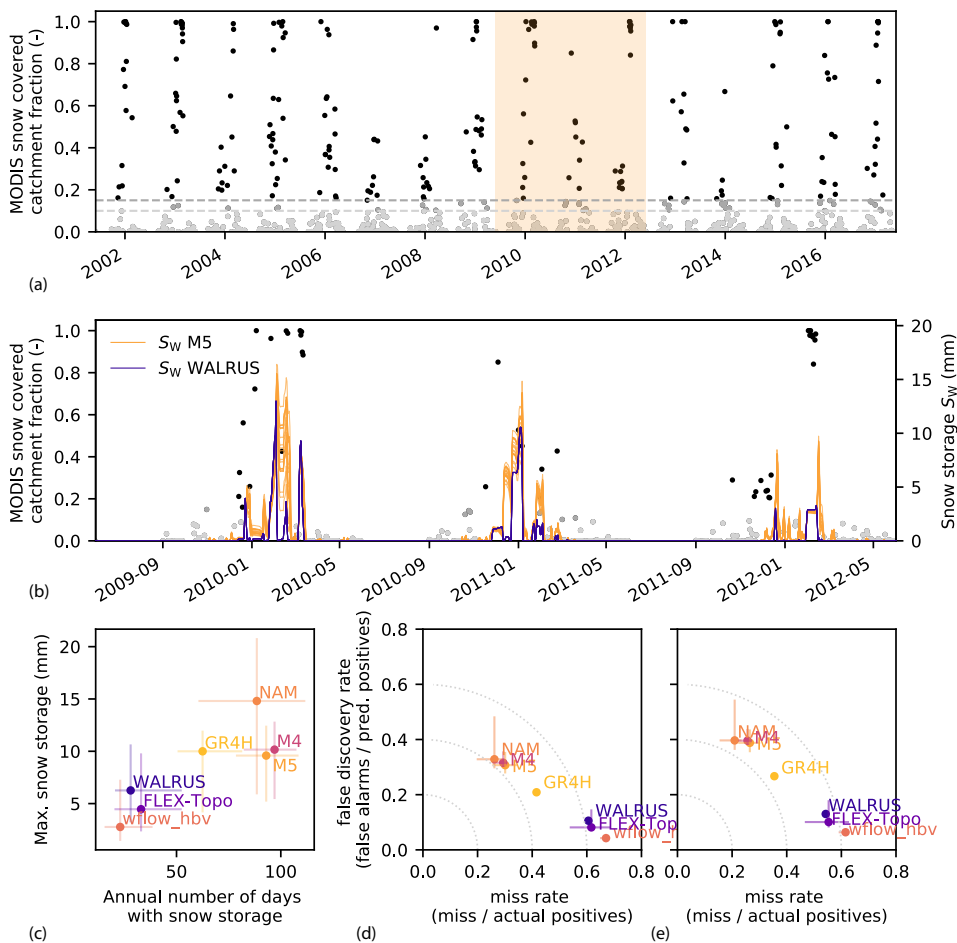 MODIS snow covered
catchment fraction (-)
1.0
0.8
0.6
0.4
0.2
0.0
2002
2004
2006
2008
2010
2012
2014
2016
(a)
MODIS snow covered
catchment fraction (-)
1.0
0.8
0.6
0.4
0.2
0.0
S_W M5
S_W WALRUS
20
15
10
5
0
Snow storage S_W (mm)
2009-09
2010-01
2010-05
2010-09
2011-01
2011-05
2011-09
2012-01
2012-05
(b)
Max. snow storage (mm)
20
15
10
5
NAM
GR4H
M4
M5
WALRUS
FLEX-Topo
wflow_hbv
50
100
Annual number of days
with snow storage
(c)
false discovery rate
(false alarms / pred. positives)
0.8
0.6
0.4
0.2
0.0
NAM
M4
M5
GR4H
WALRUS
FLEX-Top
wflow_
0.0
0.2
0.4
0.6
0.8
miss rate
(miss / actual positives)
(d)
NAM
M4
M5
GR4H
WALRUS
FLEX-Topo
wflow_hbv
0.0
0.2
0.4
0.6
0.8
miss rate
(miss / actual positives)
(e)